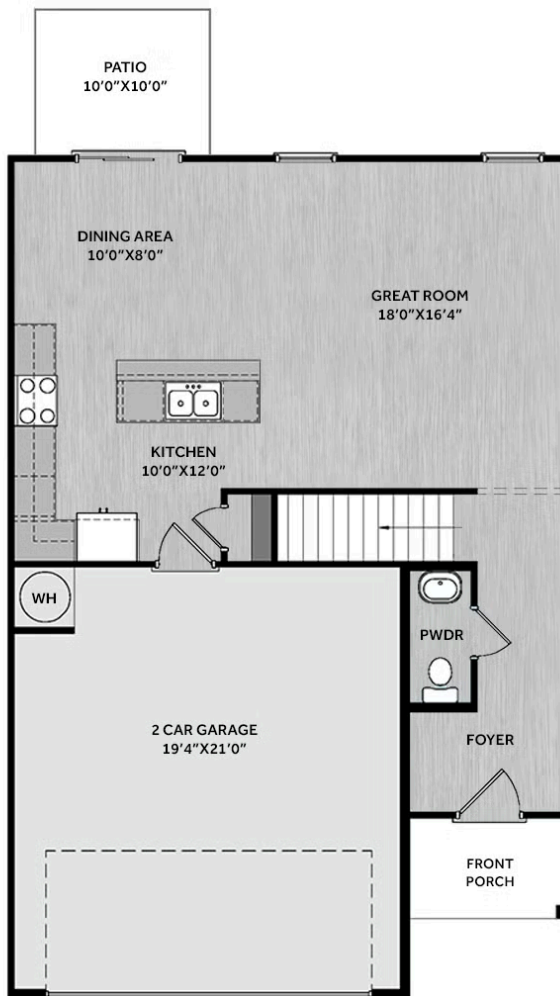 PATIO
10'0"X10'0"
DINING AREA
10'0"X8'0"
GREAT ROOM
18'0"X16'4"
KITCHEN
10'0"X12'0"
WH
PWDR
2 CAR GARAGE
19'4"X21'0"
FOYER
FRONT
PORCH